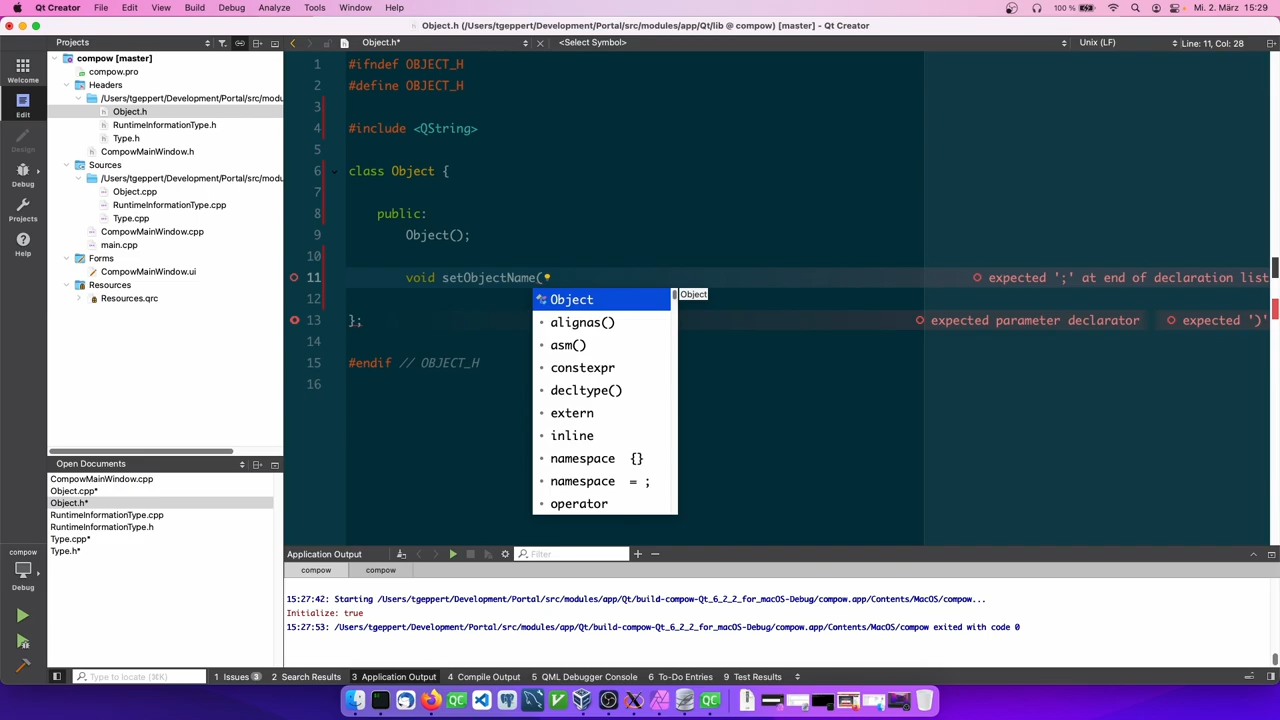 Qt Creator File Edit View Build Debug Analyze Tools Window Help 100 % Mi. 2. März 15:29
Object.h (/Users/tgeppert/Development/Portal/src/modules/app/Qt/lib @ compow) [master] - Qt Creator
Projects Object.h* <Select Symbol> Unix (LF) Line: 11, Col: 28
Welcome
Edit
Design
Debug
Projects
Help
compow
Debug
compow [master]
compow.pro
Headers
/Users/tgeppert/Development/Portal/src/modu
Object.h
RuntimeInformationType.h
Type.h
CompowMainWindow.h
Sources
/Users/tgeppert/Development/Portal/src/modu
Object.cpp
RuntimeInformationType.cpp
Type.cpp
CompowMainWindow.cpp
main.cpp
Forms
CompowMainWindow.ui
Resources
Resources.qrc
Open Documents
CompowMainWindow.cpp
Object.cpp*
Object.h*
RuntimeInformationType.cpp
RuntimeInformationType.h
Type.cpp*
Type.h*
1 #ifndef OBJECT_H
2 #define OBJECT_H
3
4 #include <QString>
5
6 class Object {
7
8 public:
9 Object();
10
11 void setObjectName( expected ';' at end of declaration list
12
13 }; expected parameter declarator expected ')'
14
15 #endif // OBJECT_H
16
Object Object
alignas()
asm()
constexpr
decltype()
extern
inline
namespace {}
namespace = ;
operator
Application Output Filter
compow compow
15:27:42: Starting /Users/tgeppert/Development/Portal/src/modules/app/Qt/build-compow-Qt_6_2_2_for_macOS-Debug/compow.app/Contents/MacOS/compow...
Initialize: true
15:27:53: /Users/tgeppert/Development/Portal/src/modules/app/Qt/build-compow-Qt_6_2_2_for_macOS-Debug/compow.app/Contents/MacOS/compow exited with code 0
Type to locate (⌘K) 1 Issues 3 2 Search Results 3 Application Output 4 Compile Output 5 QML Debugger Console 6 To-Do Entries 9 Test Results
QC QC